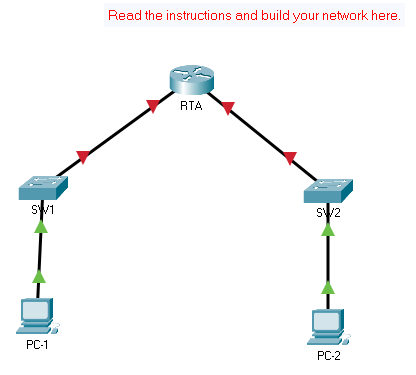 Read the instructions and build your network here.
RTA
SW1
SW2
PC-1
PC-2